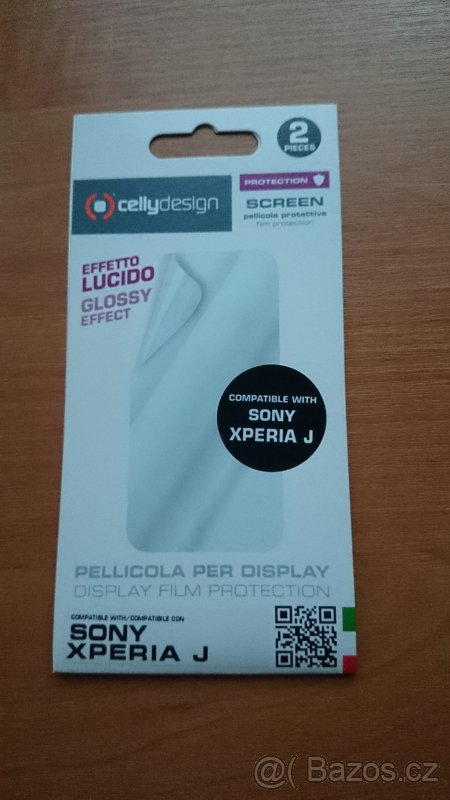 2
PIECES
cellydesign
PROTECTION
SCREEN
pellicola protettiva
film protection
EFFETTO
LUCIDO
GLOSSY
EFFECT
COMPATIBLE WITH
SONY
XPERIA J
PELLICOLA PER DISPLAY
DISPLAY FILM PROTECTION
COMPATIBLE WITH/COMPATIBILE CON
SONY
XPERIA J
@( Bazos.cz